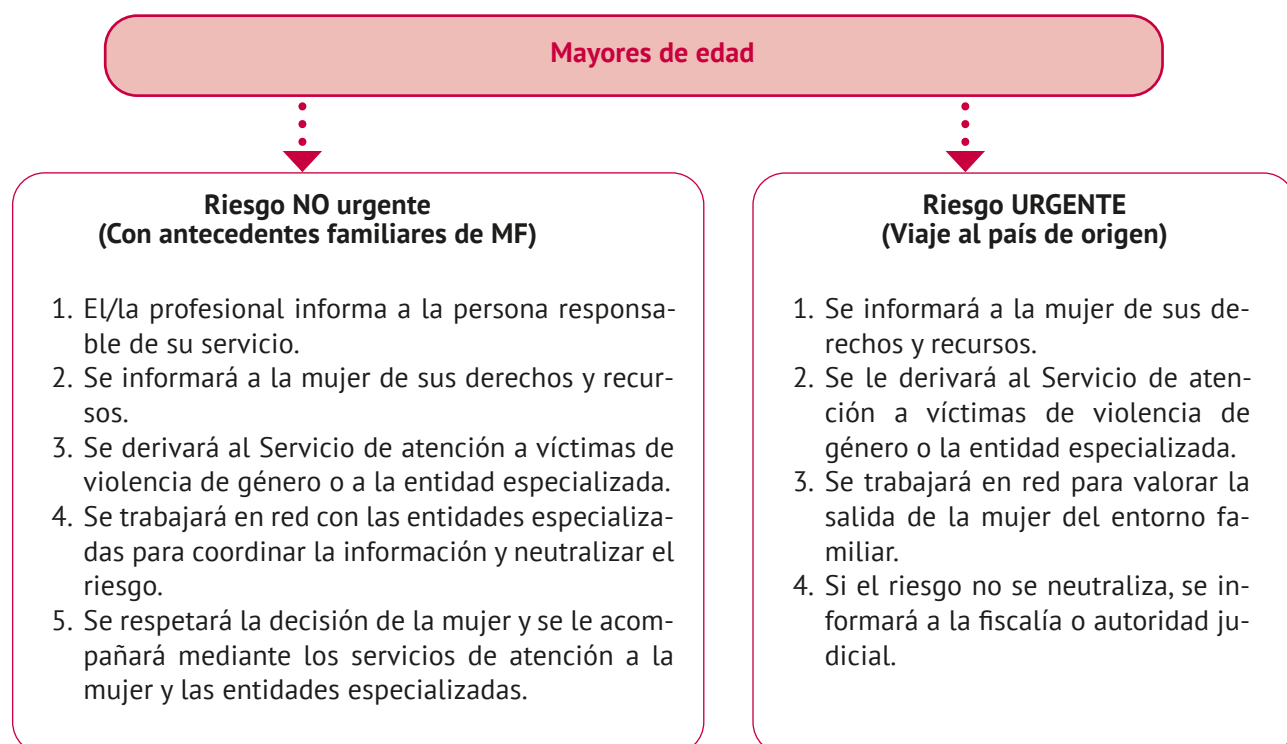 Mayores de edad
Riesgo NO urgente
(Con antecedentes familiares de MF)
1. El/la profesional informa a la persona responsa-
ble de su servicio.
2. Se informará a la mujer de sus derechos y recur-
sos.
3. Se derivará al Servicio de atención a víctimas de
violencia de género o a la entidad especializada.
4. Se trabajará en red con las entidades especializa-
das para coordinar la información y neutralizar el
riesgo.
5. Se respetará la decisión de la mujer y se le acom-
pañará mediante los servicios de atención a la
mujer y las entidades especializadas.
Riesgo URGENTE
(Viaje al país de origen)
1. Se informará a la mujer de sus de-
rechos y recursos.
2. Se le derivará al Servicio de aten-
ción a víctimas de violencia de
género o la entidad especializada.
3. Se trabajará en red para valorar la
salida de la mujer del entorno fa-
miliar.
4. Si el riesgo no se neutraliza, se in-
formará a la fiscalía o autoridad ju-
dicial.